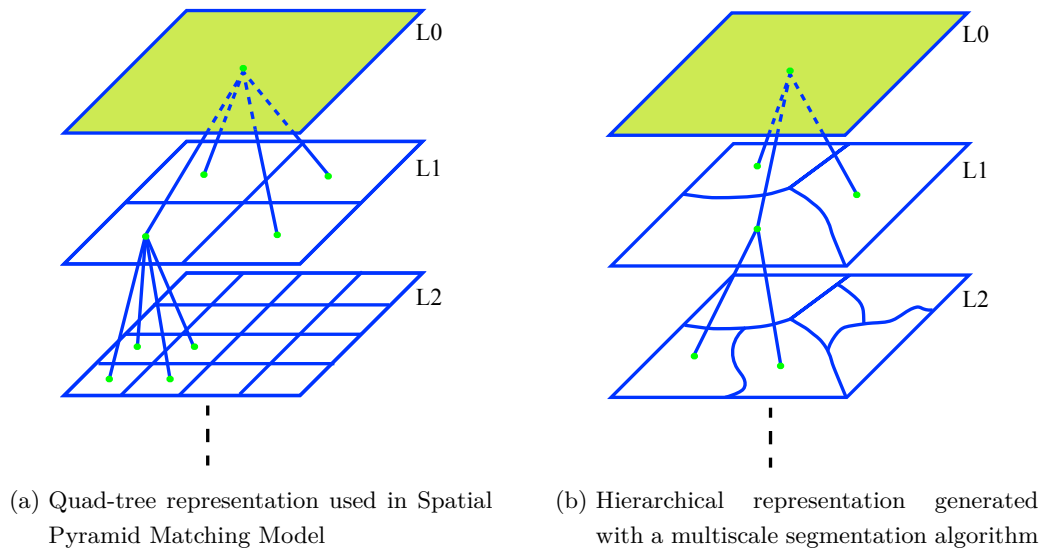 L0
L1
L2
(a) Quad-tree representation used in Spatial
Pyramid Matching Model
L0
L1
L2
(b) Hierarchical representation generated
with a multiscale segmentation algorithm